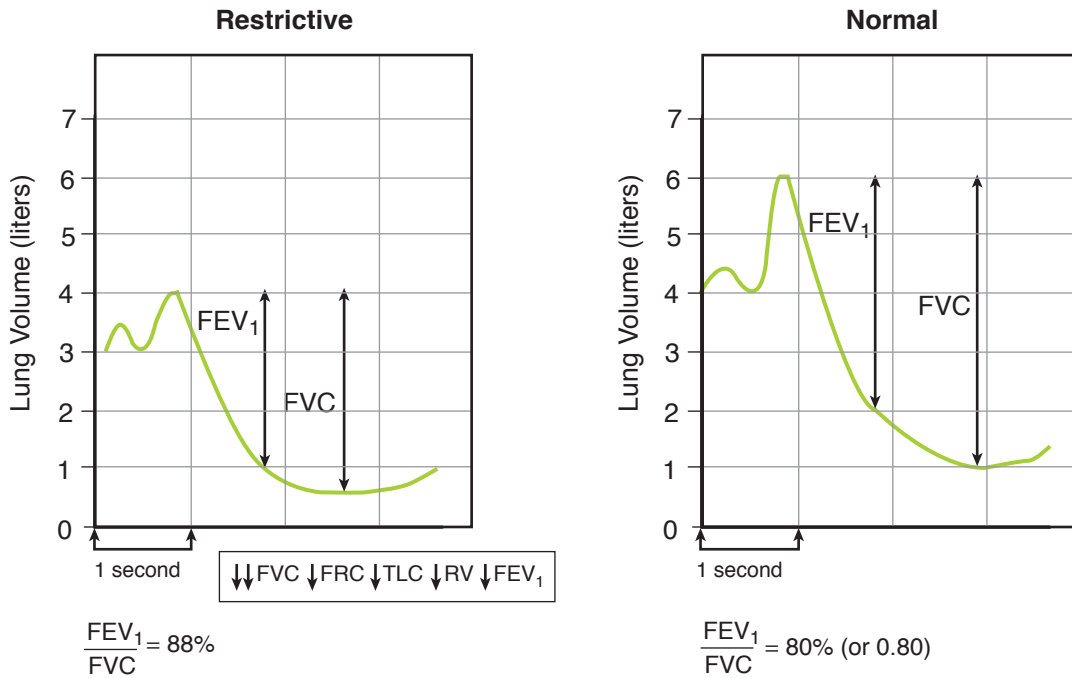 Restrictive
Lung Volume (liters)
7
6
5
4
3
2
1
0
FEV₁
FVC
1 second
↓↓FVC ↓FRC ↓TLC ↓RV ↓FEV₁
FEV₁
FVC
= 88%
Normal
Lung Volume (liters)
7
6
5
4
3
2
1
0
FEV₁
FVC
1 second
FEV₁
FVC
= 80% (or 0.80)